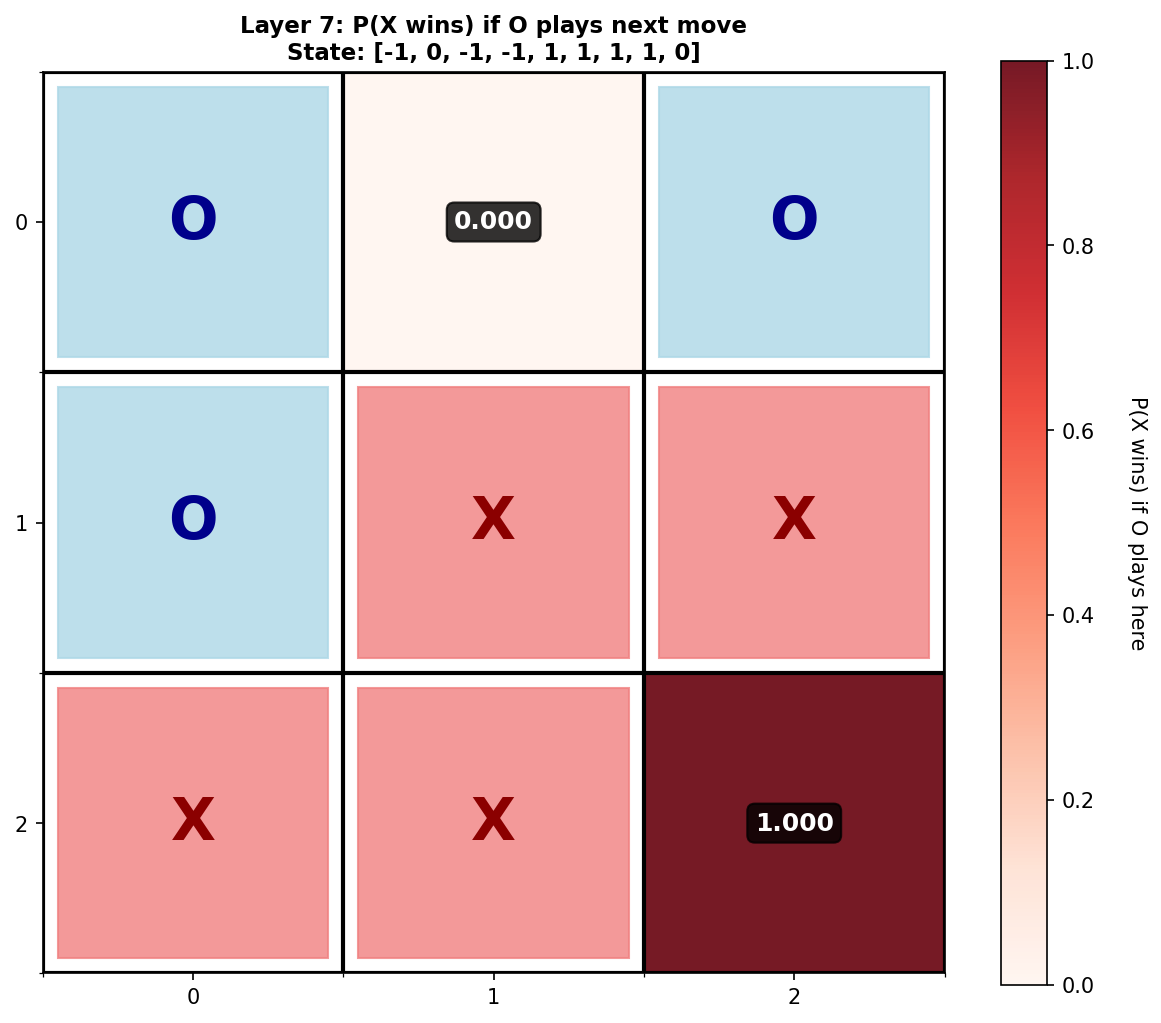 Layer 7: P(X wins) if O plays next move
State: [-1, 0, -1, -1, 1, 1, 1, 1, 0]
0
O
0.000
O
1
O
X
X
2
X
X
1.000
0
1
2
1.0
0.8
0.6
0.4
0.2
0.0
P(X wins) if O plays here